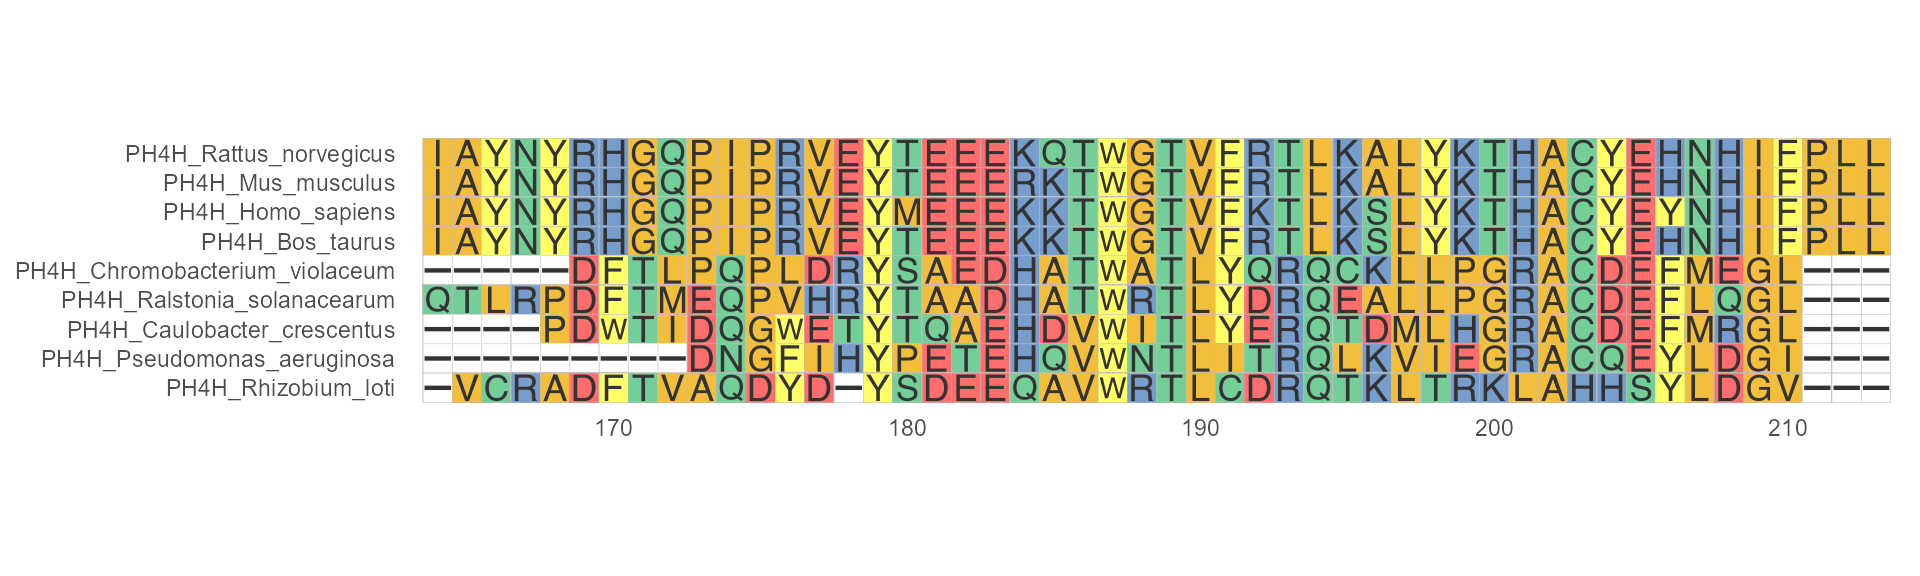 PH4H_Rattus_norvegicus IAYNYRHGQPIPRVEYTEEEKQTWGTVFRTLKALYKTHACYEHNHIFPLL
PH4H_Mus_musculus IAYNYRHGQPIPRVEYTEEERKTWGTVFRTLKALYKTHACYEHNHIFPLL
PH4H_Homo_sapiens IAYNYRHGQPIPRVEYMEEEKKTWGTVFKTLKSLYKTHACYEYNHIFPLL
PH4H_Bos_taurus IAYNYRHGQPIPRVEYTEEEKKTWGTVFRTLKSLYKTHACYEHNHIFPLL
PH4H_Chromobacterium_violaceum -----DFTLPQPLDRYSAEDHATWATLYQRQCKLLPGRACDEFMEGL---
PH4H_Ralstonia_solanacearum QTLRPDFTMEQPVHRYTAADHATWRTLYDRQEALLPGRACDEFLQGL---
PH4H_Caulobacter_crescentus ----PDWTIDQGWETYTQAEHDVWITLYERQTDMLHGRACDEFMRGL---
PH4H_Pseudomonas_aeruginosa ---------DNGFIHYPETEHQVWNTLITRQLKVIEGRACQEYLDGI---
PH4H_Rhizobium_loti -VCRADFTVAQDYD-YSDEEQAVWRTLCDRQTKLTRKLAHHSYLDGV---
170 180 190 200 210